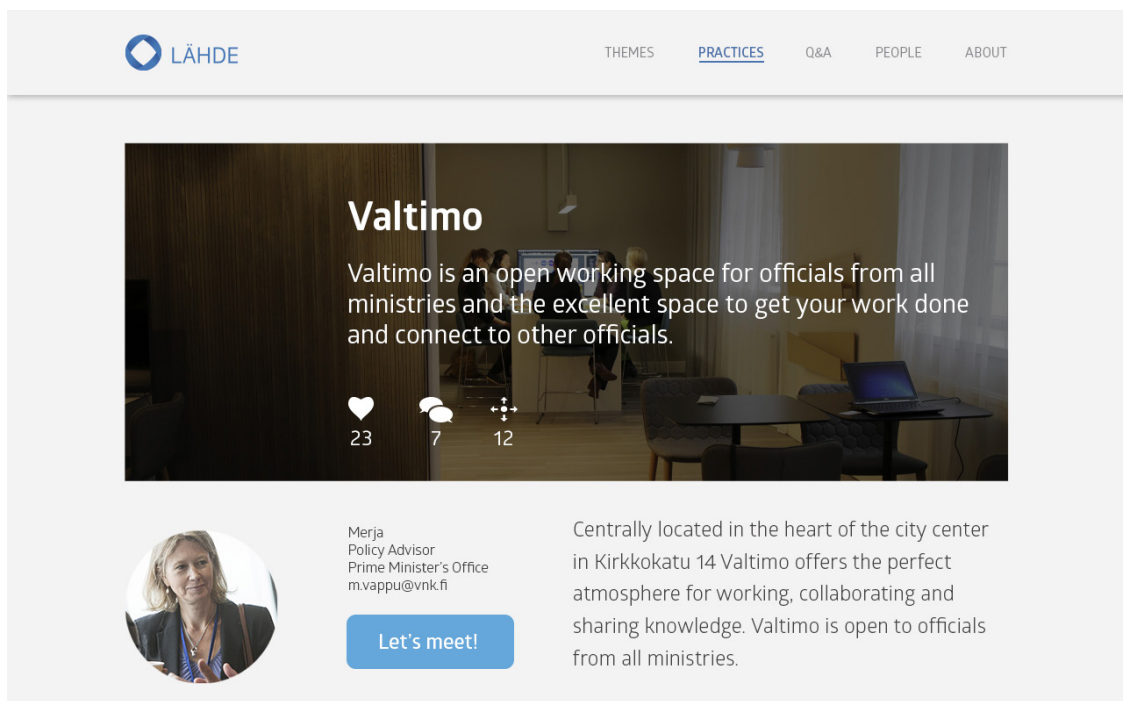 LÄHDE
THEMES PRACTICES Q&A PEOPLE ABOUT
Valtimo
Valtimo is an open working space for officials from all
ministries and the excellent space to get your work done
and connect to other officials.
23 7 12
Merja
Policy Advisor
Prime Minister's Office
m.vappu@vnk.fi
Let's meet!
Centrally located in the heart of the city center
in Kirkkokatu 14 Valtimo offers the perfect
atmosphere for working, collaborating and
sharing knowledge. Valtimo is open to officials
from all ministries.